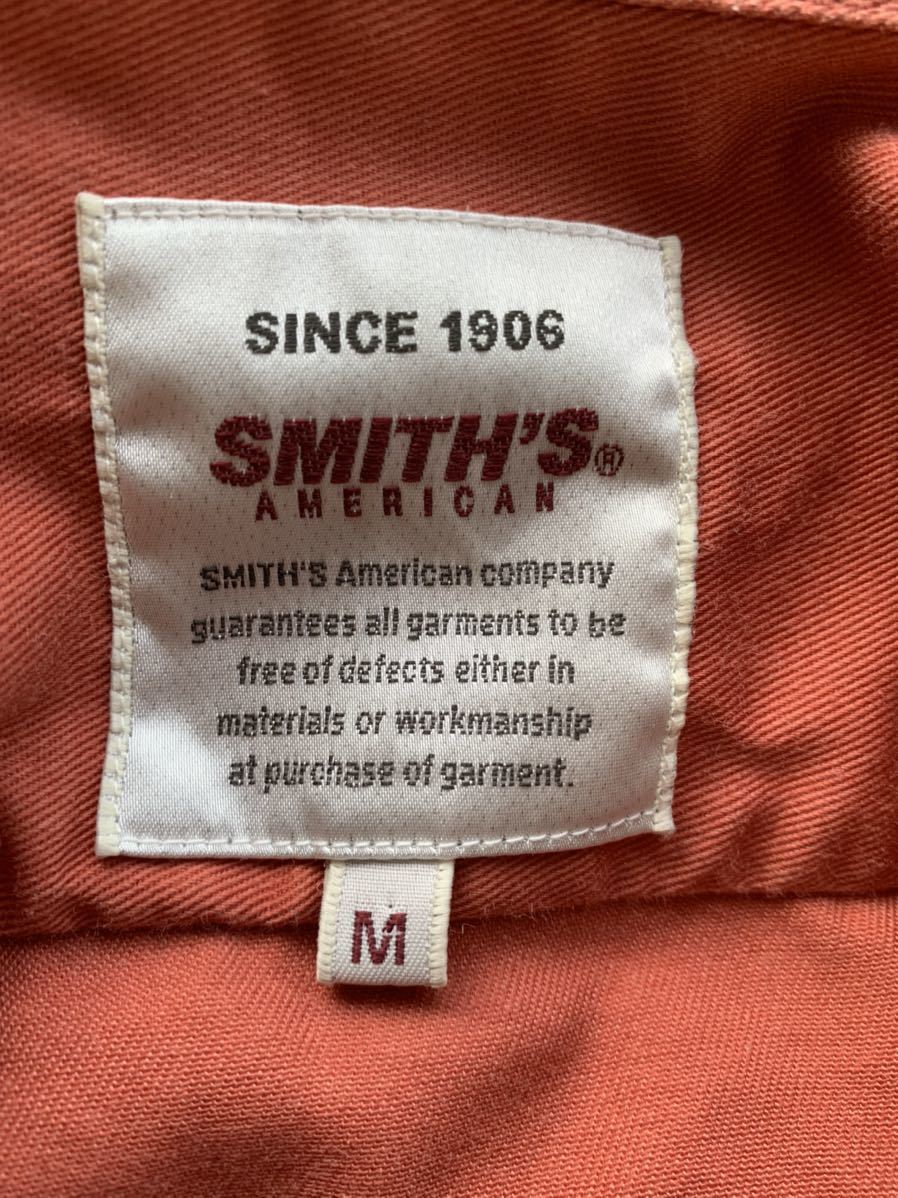 SINCE 1906
SMITH'S®
AMERICAN
SMITH'S American company
guarantees all garments to be
free of defects either in
materials or workmanship
at purchase of garment.
M